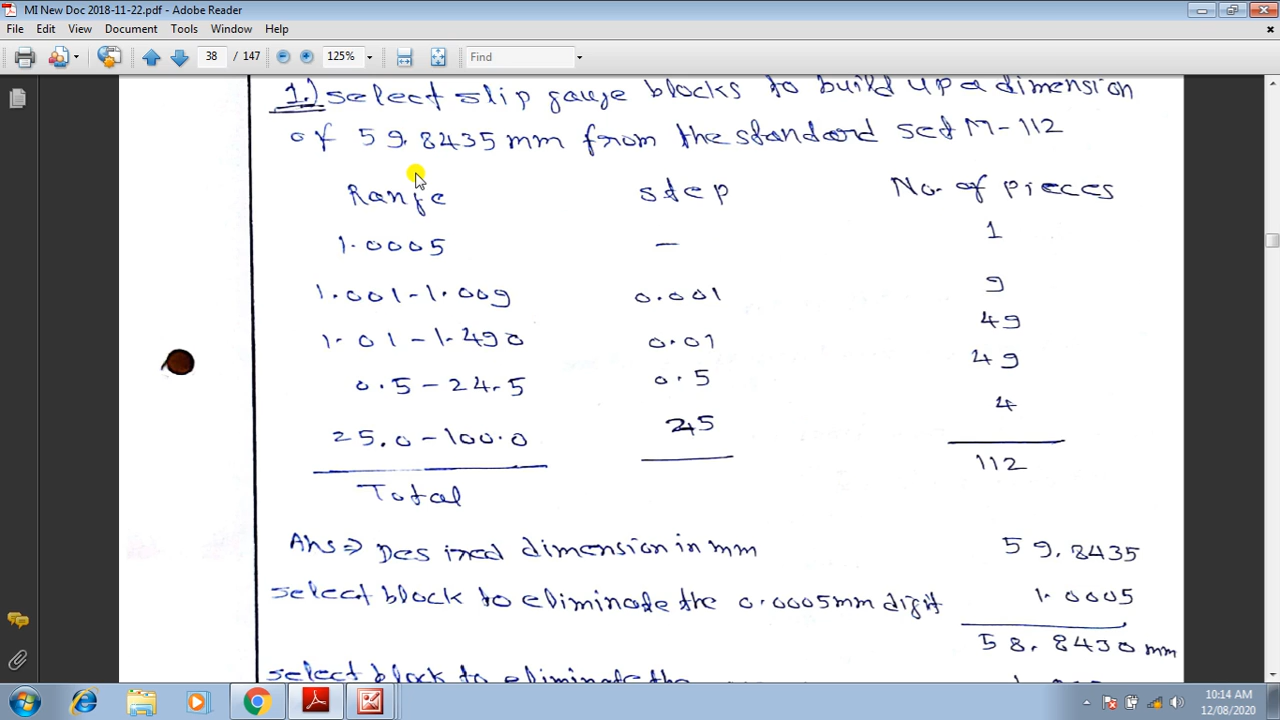 MI New Doc 2018-11-22.pdf - Adobe Reader
File Edit View Document Tools Window Help
38 / 147 125% Find
1.) select slip gauge blocks to build up a dimension
of 59.8435 mm from the standard set M-112
Range step No. of pieces
1.0005 — 1
1.001-1.009 0.001 9
1.01-1.490 0.01 49
0.5-24.5 0.5 49
25.0-100.0 25 4
Total 112
Ans ⇒ Desired dimension in mm 59.8435
select block to eliminate the 0.0005mm digit 1.0005
58.8430 mm
select block to eliminate the
10:14 AM
12/08/2020